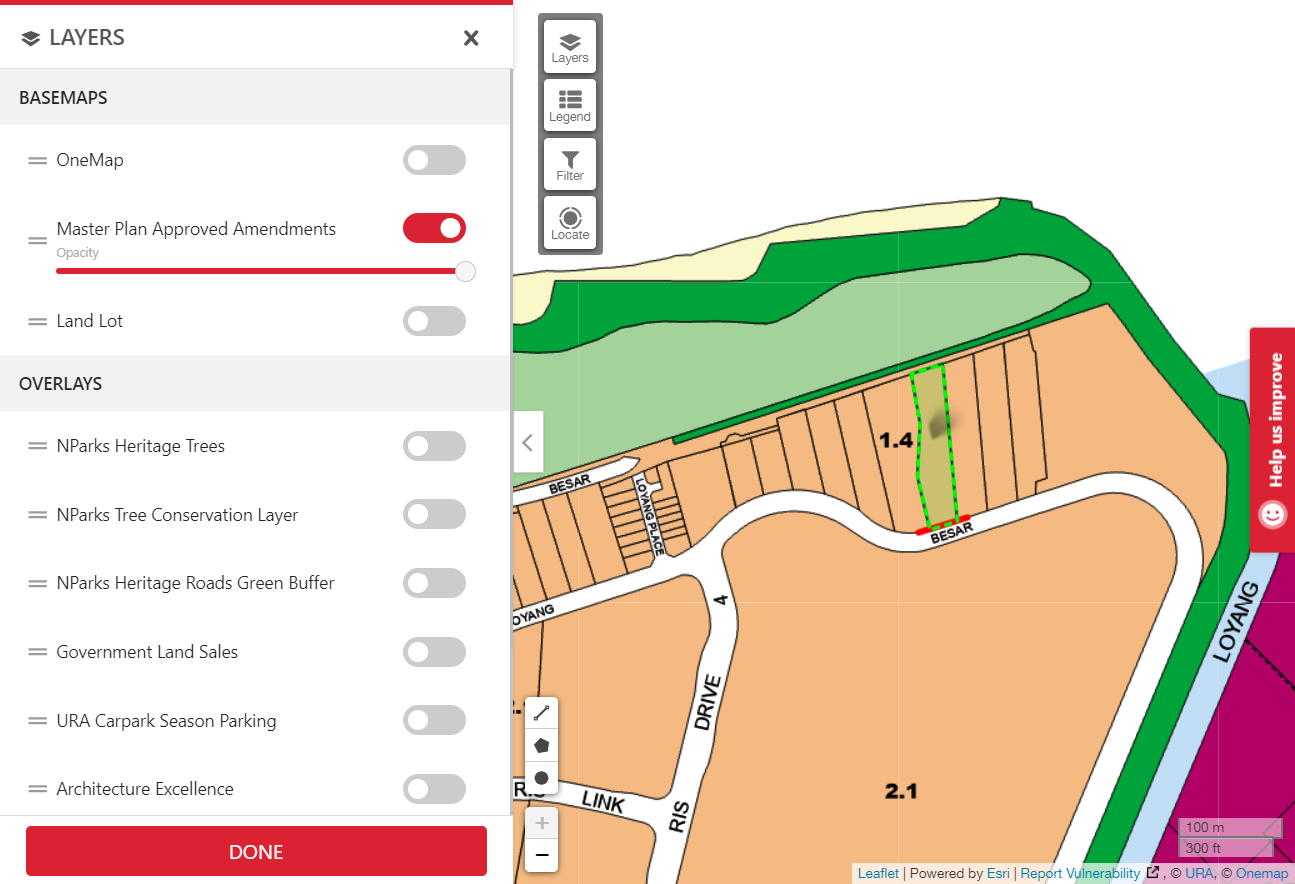 LAYERS
BASEMAPS
OneMap
Master Plan Approved Amendments
Opacity
Land Lot
OVERLAYS
NParks Heritage Trees
NParks Tree Conservation Layer
NParks Heritage Roads Green Buffer
Government Land Sales
URA Carpark Season Parking
Architecture Excellence
DONE
Layers
Legend
Filter
Locate
Help us improve
1.4
BESAR
LOYANG PLACE
BESAR
4
OYANG
LOYANG
DRIVE
2.1
LINK
RIS
100 m
300 ft
Leaflet | Powered by Esri | Report Vulnerability , © URA, © Onemap